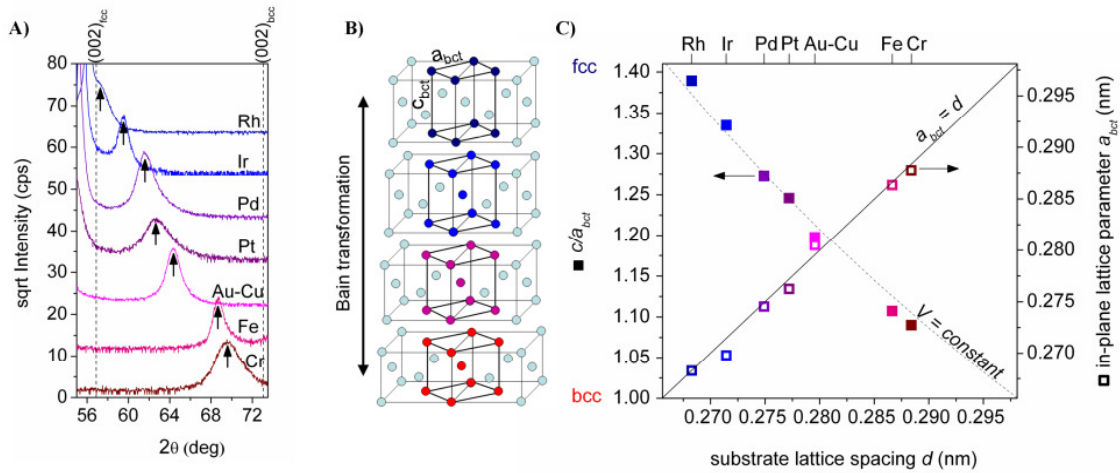 A)
(002)fcc
(002)bcc
80
70
60
50
40
30
20
10
0
sqrt Intensity (cps)
Rh
Ir
Pd
Pt
Au-Cu
Fe
Cr
56 60 64 68 72
2θ (deg)
B)
abct
cbct
Bain transformation
C)
Rh Ir Pd Pt Au-Cu Fe Cr
fcc
1.40
1.35
1.30
1.25
1.20
1.15
1.10
1.05
1.00
bcc
c/abct
abct = d
V = constant
0.295
0.290
0.285
0.280
0.275
0.270
in-plane lattice parameter abct (nm)
0.270 0.275 0.280 0.285 0.290 0.295
substrate lattice spacing d (nm)